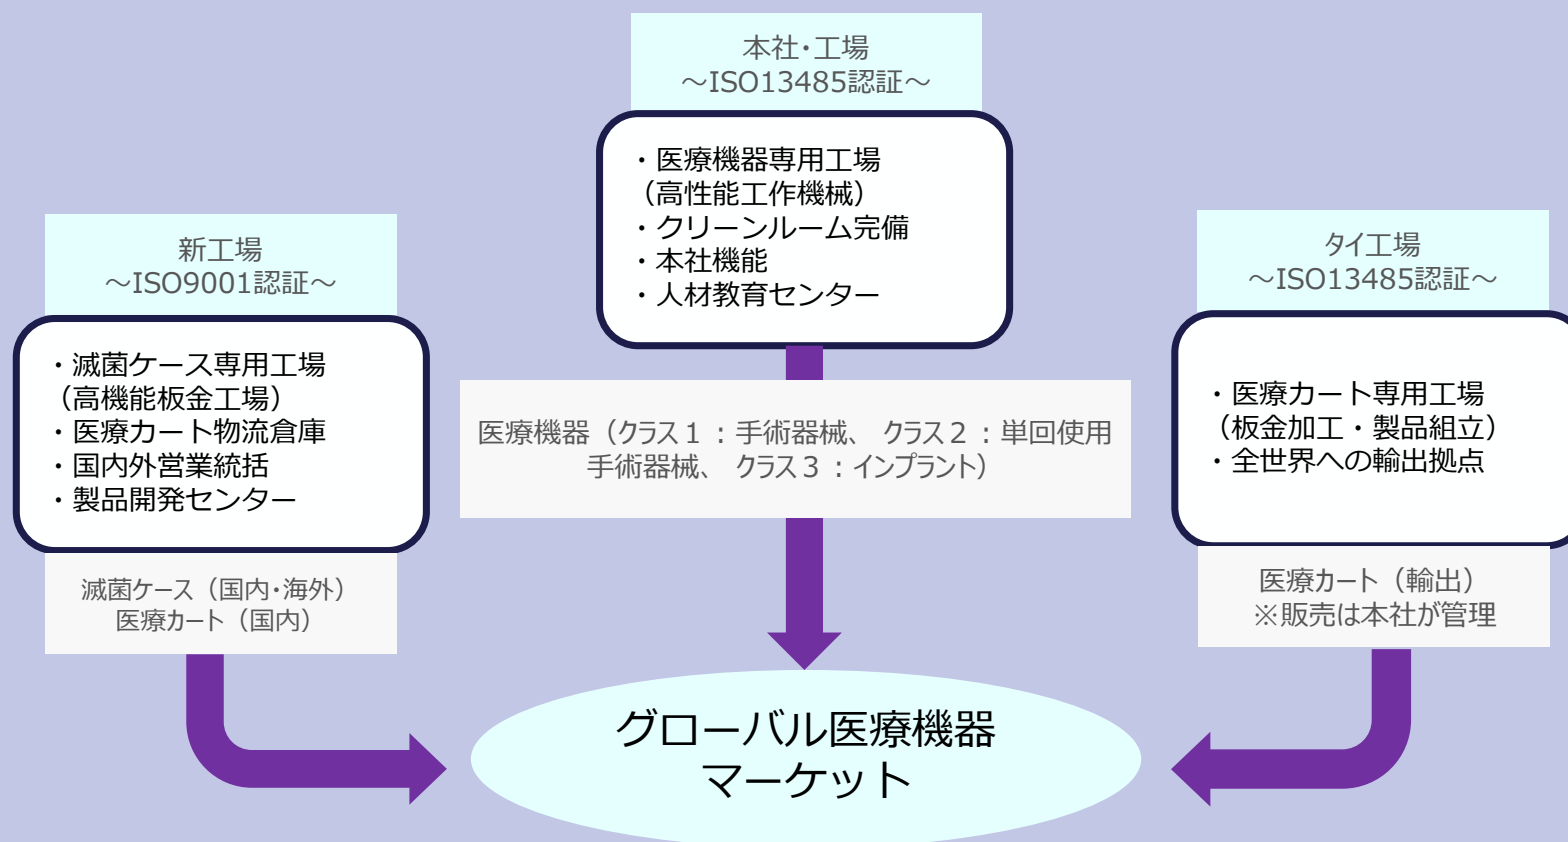 本社・工場
～ISO13485認証～
・医療機器専用工場
（高性能工作機械）
・クリーンルーム完備
・本社機能
・人材教育センター
新工場
～ISO9001認証～
・滅菌ケース専用工場
（高機能板金工場）
・医療カート物流倉庫
・国内外営業統括
・製品開発センター
滅菌ケース（国内・海外）
医療カート（国内）
医療機器（クラス１：手術器械、クラス２：単回使用
手術器械、クラス３：インプラント）
タイ工場
～ISO13485認証～
・医療カート専用工場
（板金加工・製品組立）
・全世界への輸出拠点
医療カート（輸出）
※販売は本社が管理
グローバル医療機器
マーケット